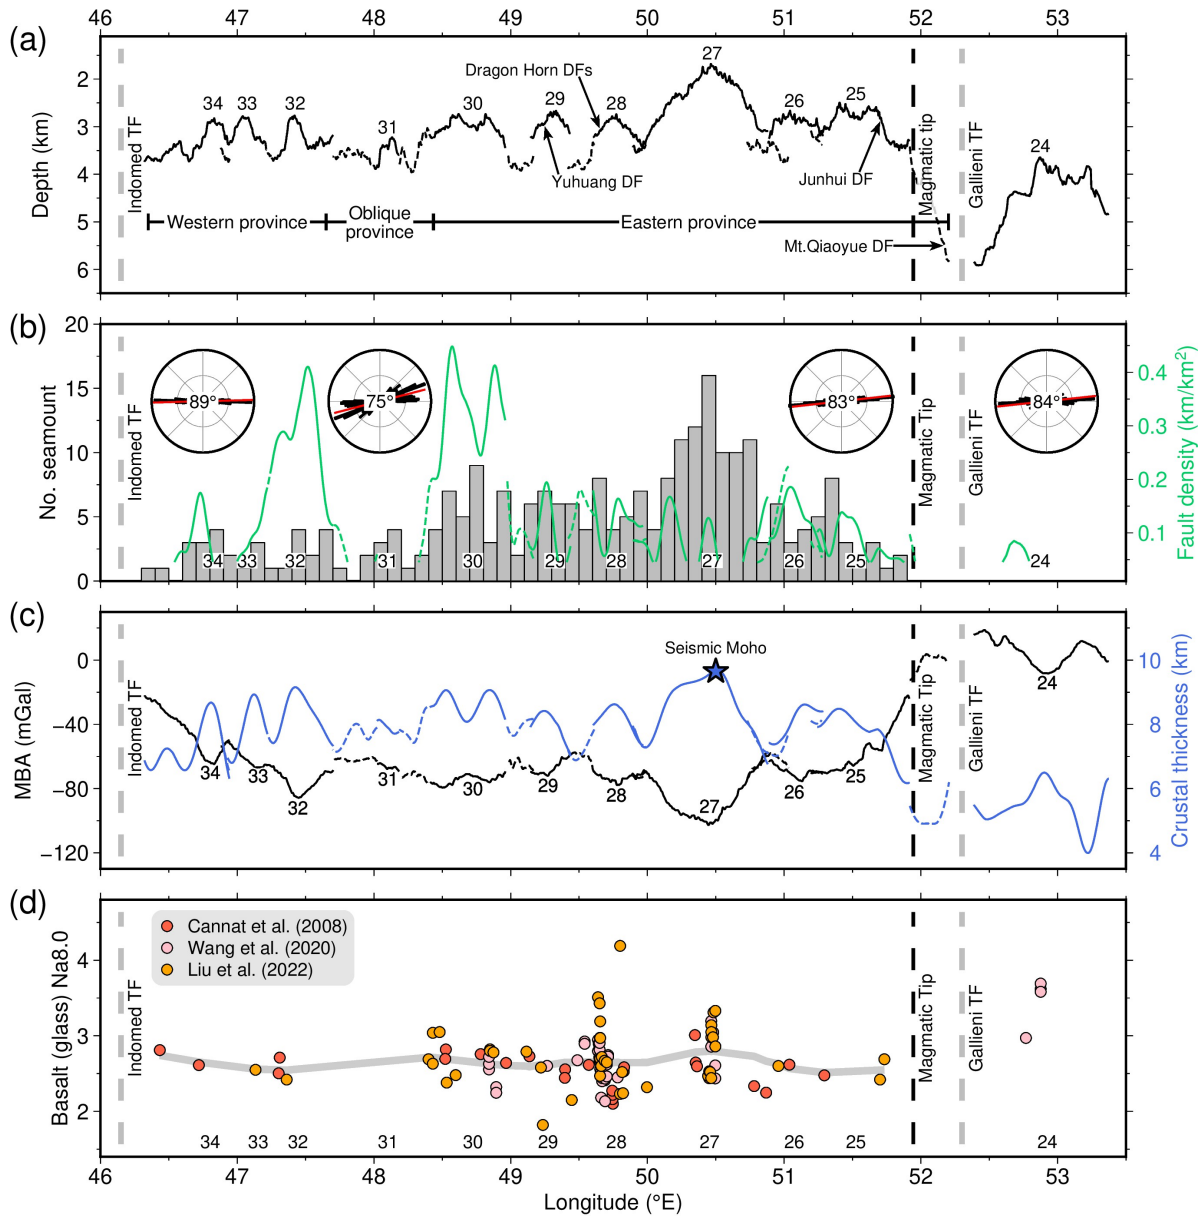 46 47 48 49 50 51 52 53
(a)
27
Dragon Horn DFs
34 33 32 31 30 29 28 26 25
24
2
3
4
5
6
Depth (km)
Indomed TF
Magmatic tip
Gallieni TF
Yuhuang DF
Junhui DF
Western province
Oblique
province
Eastern province
Mt.Qiaoyue DF
(b)
20
15
10
5
0
No. seamount
89°
75°
83°
84°
Indomed TF
Magmatic Tip
Gallieni TF
0.4
0.3
0.2
0.1
Fault density (km/km²)
34 33 32 31 30 29 28 27 26 25 24
(c)
0
−40
−80
−120
MBA (mGal)
Indomed TF
Seismic Moho
Magmatic Tip
Gallieni TF
10
8
6
4
Crustal thickness (km)
34 33 32 31 30 29 28 27 26 25 24
(d)
Cannat et al. (2008)
Wang et al. (2020)
Liu et al. (2022)
4
3
2
Basalt (glass) Na8.0
Indomed TF
Magmatic Tip
Gallieni TF
34 33 32 31 30 29 28 27 26 25 24
46 47 48 49 50 51 52 53
Longitude (°E)